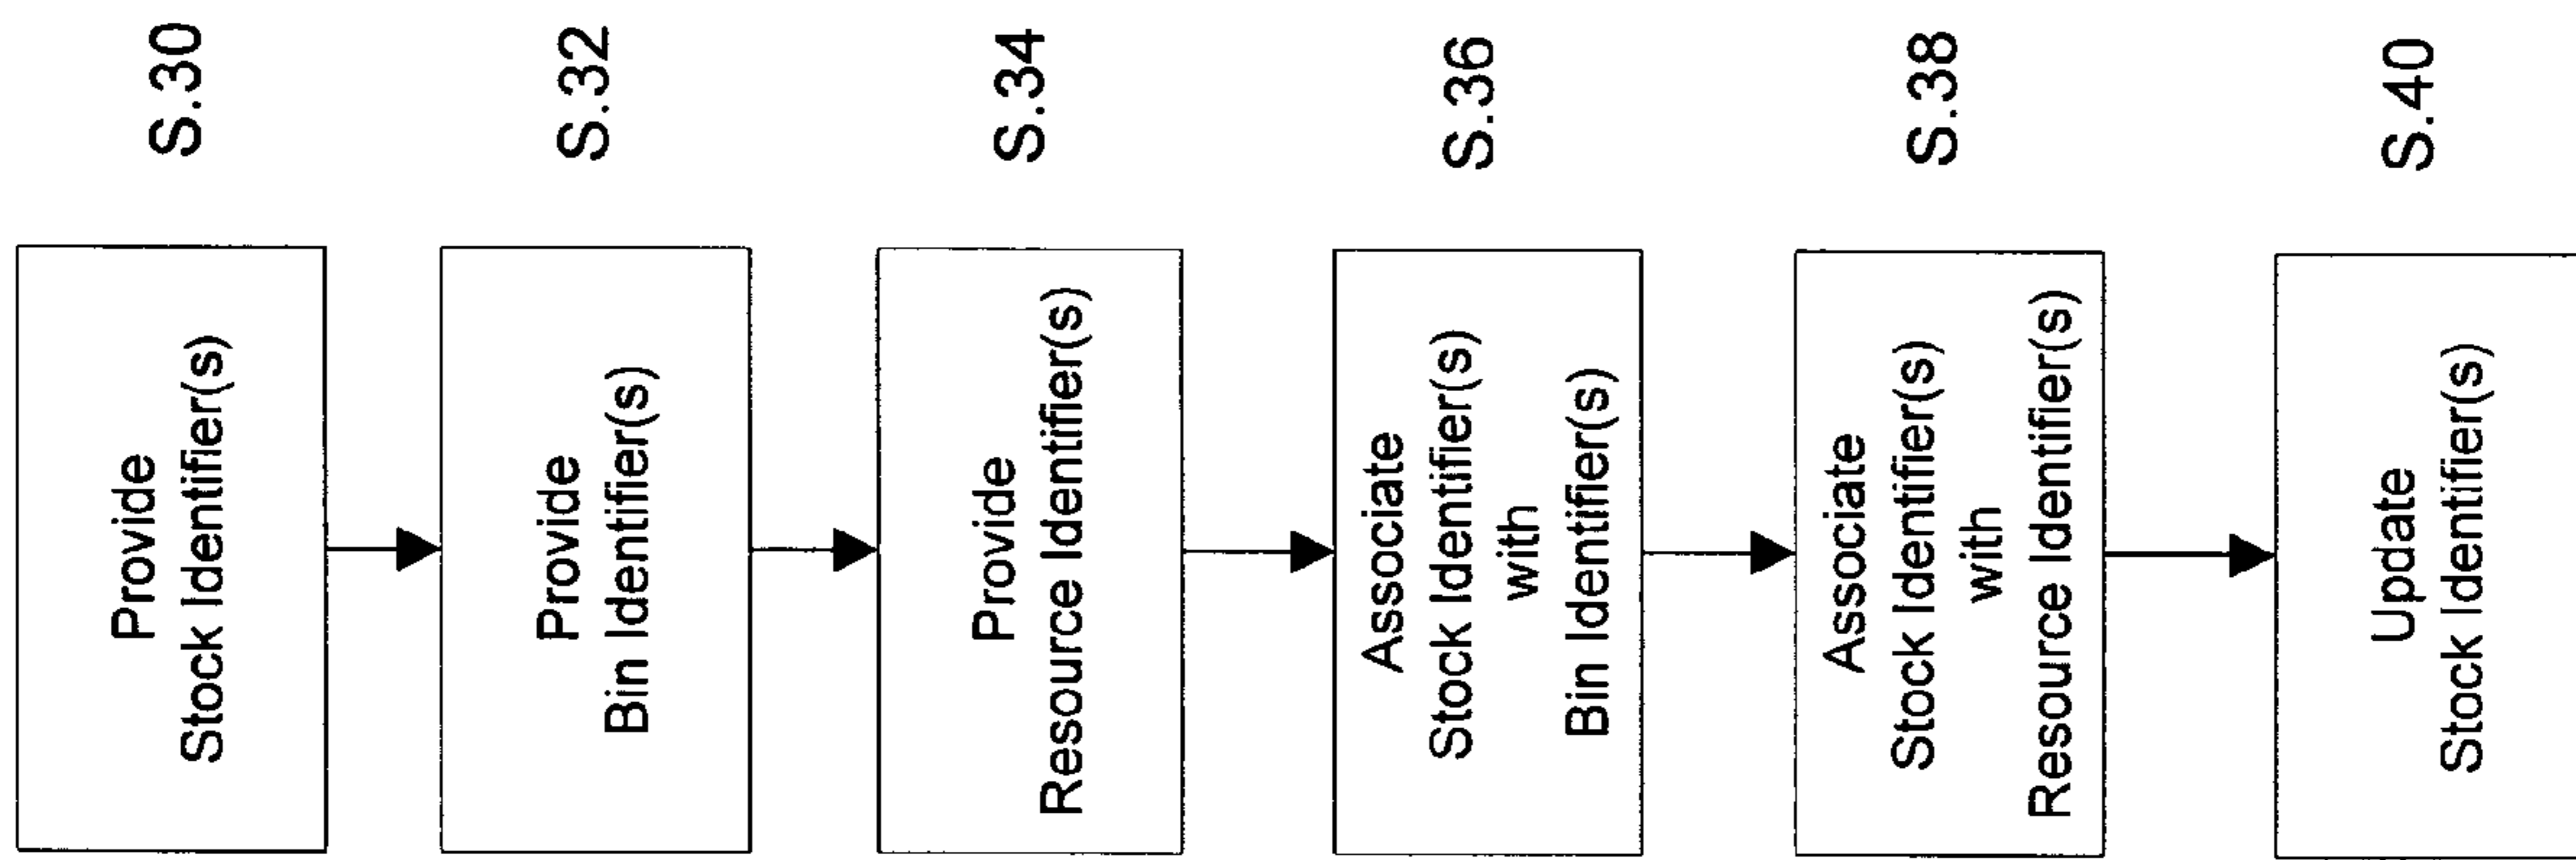 Provide
Stock Identifier(s)
S.30
Provide
Bin Identifier(s)
S.32
Provide
Resource Identifier(s)
S.34
Associate
Stock Identifier(s)
with
Bin Identifier(s)
S.36
Associate
Stock Identifier(s)
with
Resource Identifier(s)
S.38
Update
Stock Identifier(s)
S.40